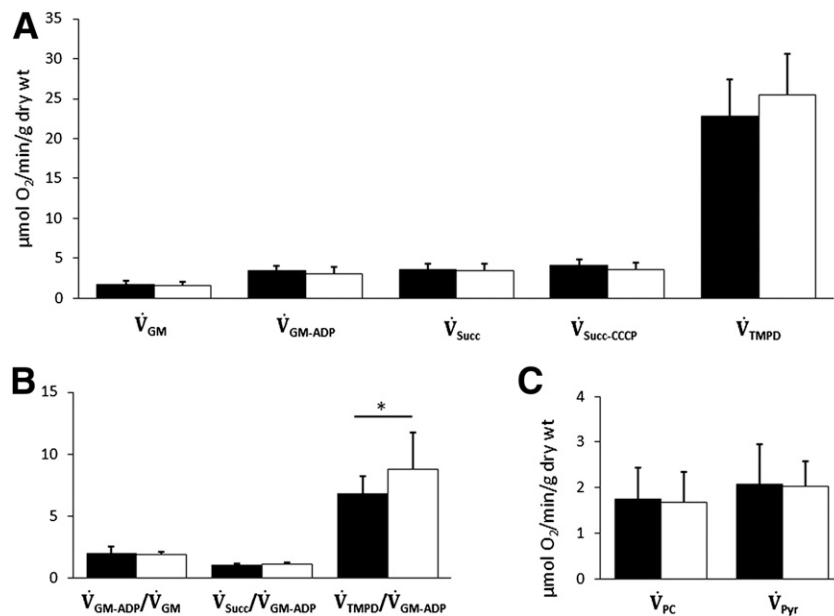 A
μmol O₂/min/g dry wt
35
30
25
20
15
10
5
0
V̇GM
V̇GM-ADP
V̇Succ
V̇Succ-CCCP
V̇TMPD
B
15
10
5
0
*
V̇GM-ADP/V̇GM
V̇Succ/V̇GM-ADP
V̇TMPD/V̇GM-ADP
C
μmol O₂/min/g dry wt
4
3
2
1
0
V̇PC
V̇Pyr